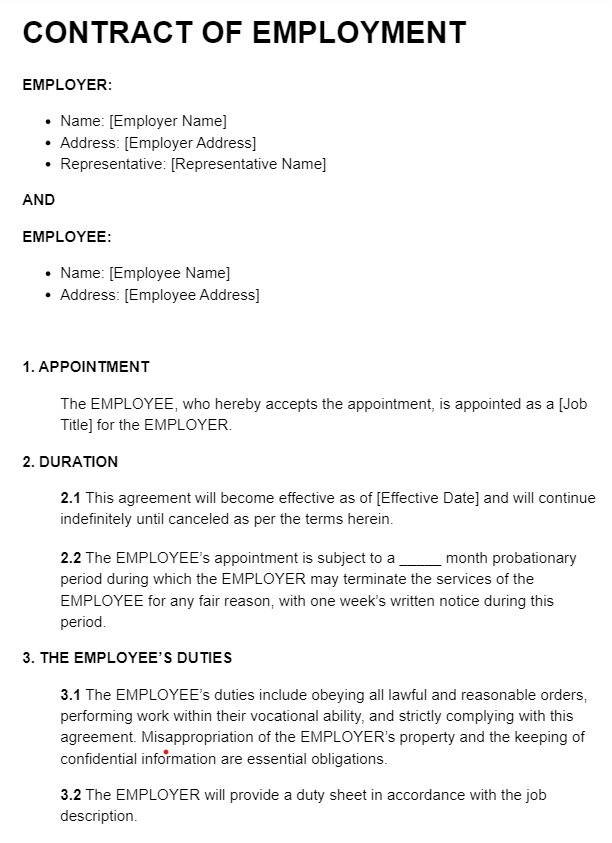 CONTRACT OF EMPLOYMENT
EMPLOYER:
• Name: [Employer Name]
• Address: [Employer Address]
• Representative: [Representative Name]
AND
EMPLOYEE:
• Name: [Employee Name]
• Address: [Employee Address]
1. APPOINTMENT
The EMPLOYEE, who hereby accepts the appointment, is appointed as a [Job
Title] for the EMPLOYER.
2. DURATION
2.1 This agreement will become effective as of [Effective Date] and will continue
indefinitely until canceled as per the terms herein.
2.2 The EMPLOYEE’s appointment is subject to a _____ month probationary
period during which the EMPLOYER may terminate the services of the
EMPLOYEE for any fair reason, with one week’s written notice during this
period.
3. THE EMPLOYEE’S DUTIES
3.1 The EMPLOYEE’s duties include obeying all lawful and reasonable orders,
performing work within their vocational ability, and strictly complying with this
agreement. Misappropriation of the EMPLOYER’s property and the keeping of
confidential information are essential obligations.
3.2 The EMPLOYER will provide a duty sheet in accordance with the job
description.